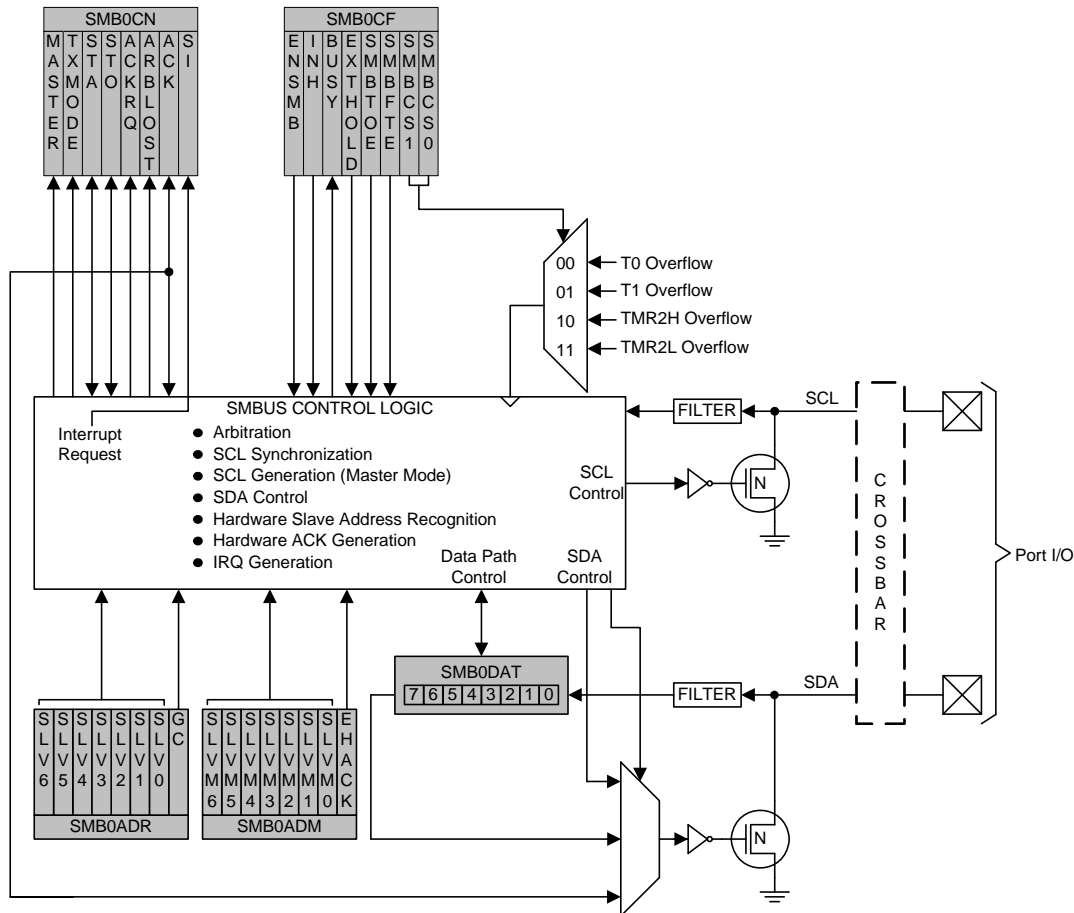 SMB0CN
MASTER
TXMODE
STA
STO
ACKRQ
ARBLOST
ACK
SI
SMB0CF
ENSMB
INH
BUSY
EXTHOLD
SMBTOE
SMBFTE
SMBCS1
SMBCS0
00
01
10
11
T0 Overflow
T1 Overflow
TMR2H Overflow
TMR2L Overflow
SMBUS CONTROL LOGIC
Interrupt
Request
● Arbitration
● SCL Synchronization
● SCL Generation (Master Mode)
● SDA Control
● Hardware Slave Address Recognition
● Hardware ACK Generation
● IRQ Generation
SCL
Control
Data Path
Control
SDA
Control
FILTER
SCL
N
CROSSBAR
Port I/O
SMB0DAT
7 6 5 4 3 2 1 0
FILTER
SDA
N
SLV6
SLV5
SLV4
SLV3
SLV2
SLV1
SLV0
GC
SMB0ADR
SLVM6
SLVM5
SLVM4
SLVM3
SLVM2
SLVM1
SLVM0
EHACK
SMB0ADM